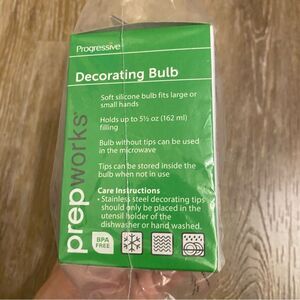 Progressive®
Decorating Bulb
Soft silicone bulb fits large or
small hands
Holds up to 5½ oz (162 ml)
filling
Bulb without tips can be used
in the microwave
Tips can be stored inside the
bulb when not in use
Care Instructions
• Stainless steel decorating tips
should only be placed in the
utensil holder of the
dishwasher or hand washed.
prepworks®
BPA
FREE